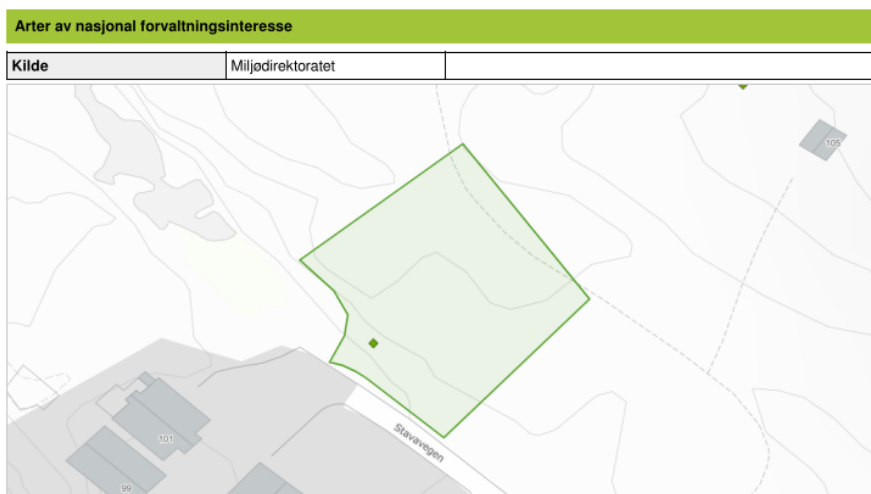 Arter av nasjonal forvaltningsinteresse
Kilde Miljødirektoratet
105
Stavavegen
101
99